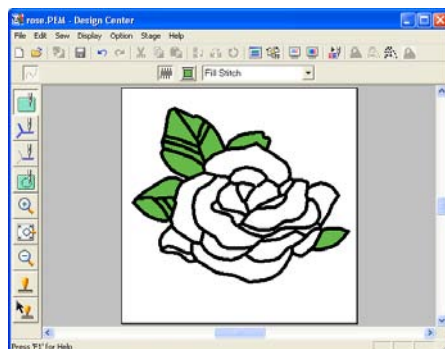 rose.PEM - Design Center
File Edit Sew Display Option Stage Help
Fill Stitch
Press "F1" for Help